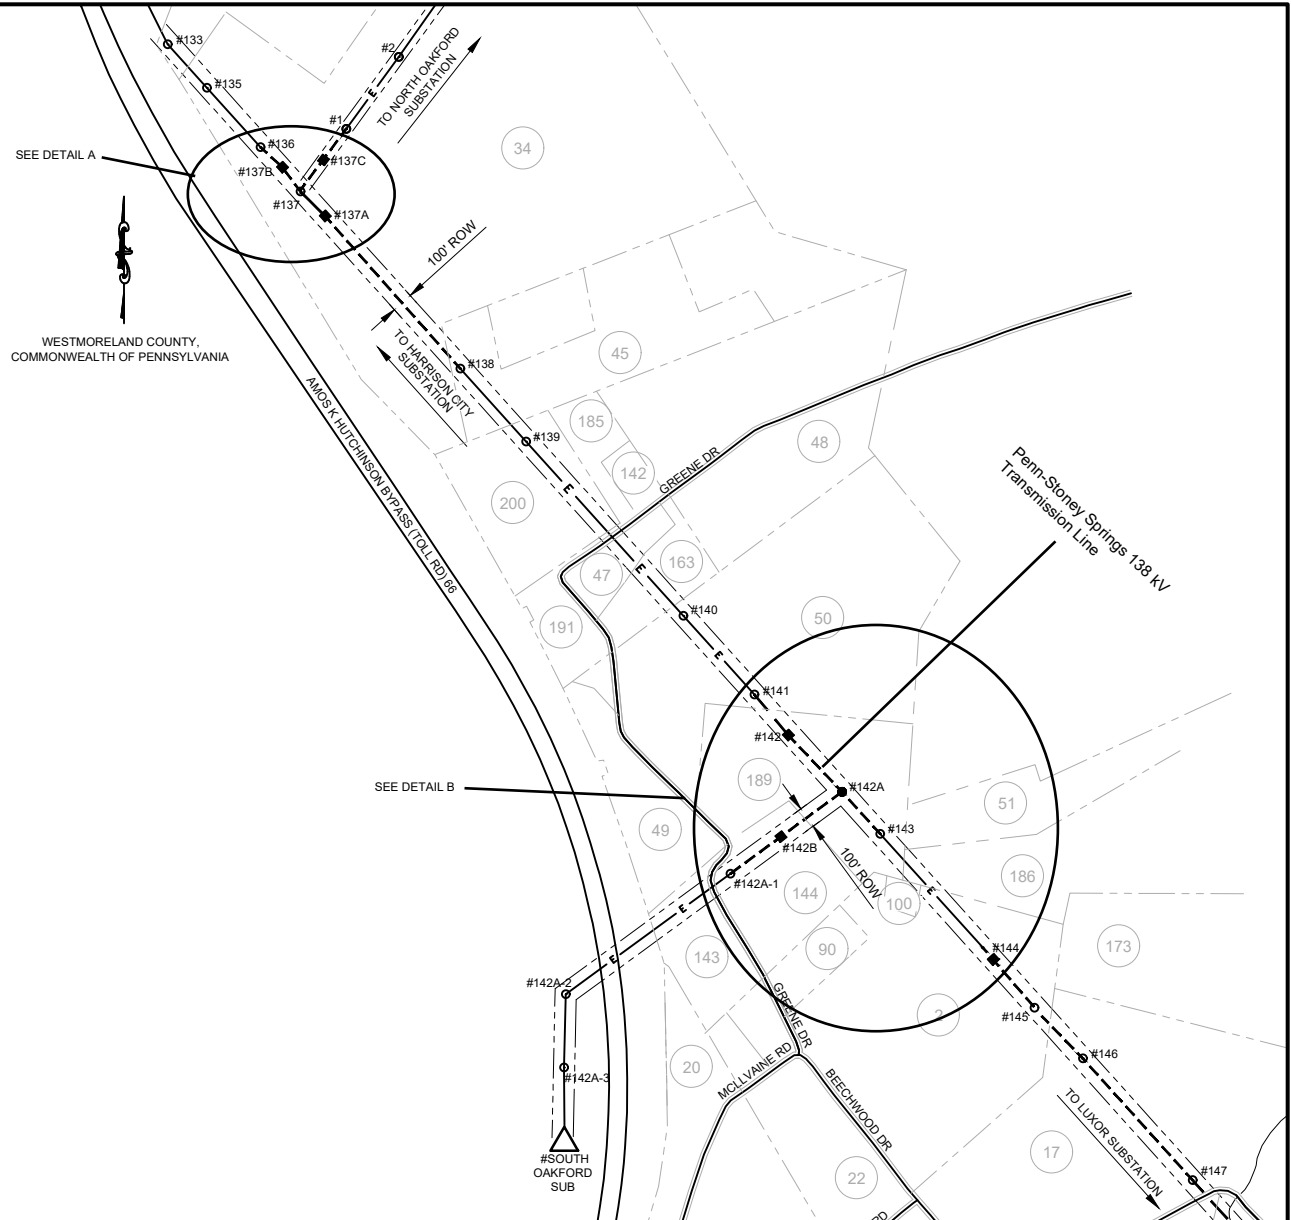 #133
#2
TO NORTH OAKFORD
SUBSTATION
#135
E
#1
#136
34
SEE DETAIL A
#137C
#137B
#137
#137A
100' ROW
WESTMORELAND COUNTY,
COMMONWEALTH OF PENNSYLVANIA
TO HARRISON CITY
SUBSTATION
45
#138
AMOS K HUTCHINSON BYPASS (TOLL RD) 66
185
#139
48
142
GREENE DR
E
200
Penn-Stoney Springs 138 kV
Transmission Line
163
E
47
#140
50
191
E
#141
#142
189
SEE DETAIL B
#142A
51
49
#143
#142B
100' ROW
#142A-1
144
186
E
100
E
143
90
173
#144
E
#142A-2
GREENE DR
2
#145
20
MCLLVAINE RD
#146
#142A-3
BEECHWOOD DR
TO LUXOR SUBSTATION
17
#SOUTH
OAKFORD
SUB
22
#147
RD